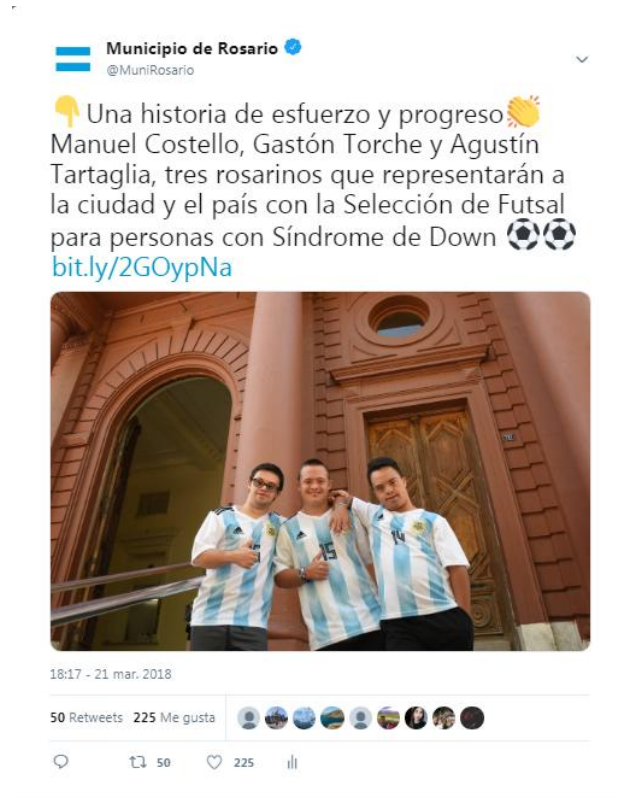 Municipio de Rosario
@MuniRosario
Una historia de esfuerzo y progreso
Manuel Costello, Gastón Torche y Agustín
Tartaglia, tres rosarinos que representarán a
la ciudad y el país con la Selección de Futsal
para personas con Síndrome de Down
bit.ly/2GOypNa
15
14
18:17 - 21 mar. 2018
50 Retweets 225 Me gusta
50 225